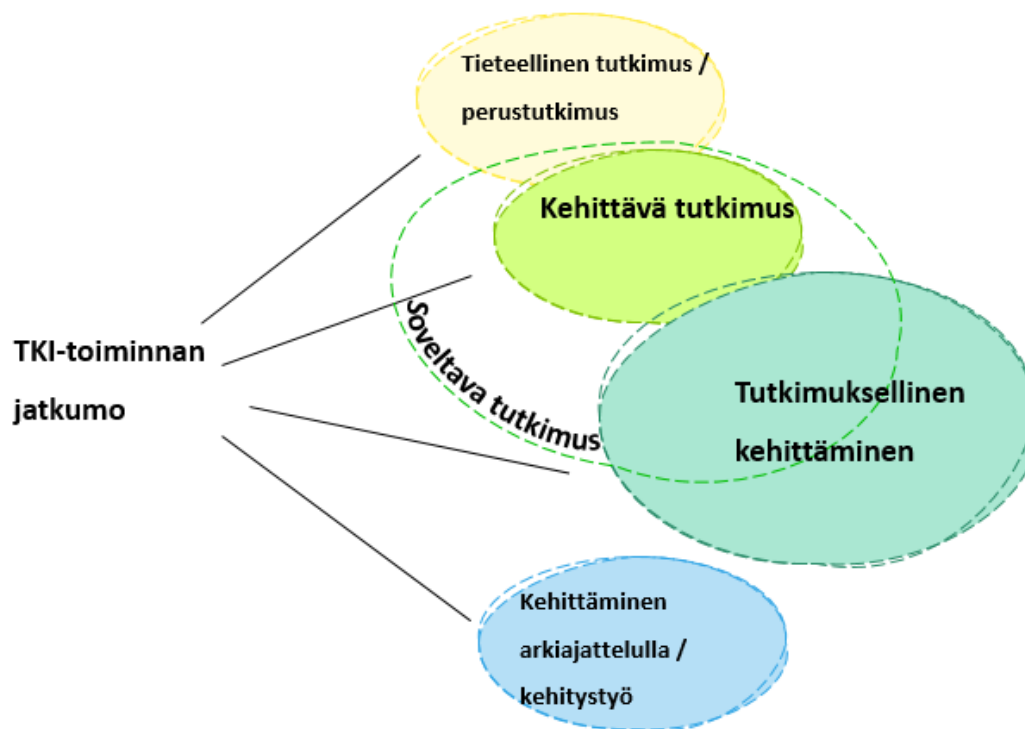 Tieteellinen tutkimus /
perustutkimus
Kehittävä tutkimus
Soveltava tutkimus
TKI-toiminnan
jatkumo
Tutkimuksellinen
kehittäminen
Kehittäminen
arkiajattelulla /
kehitystyö